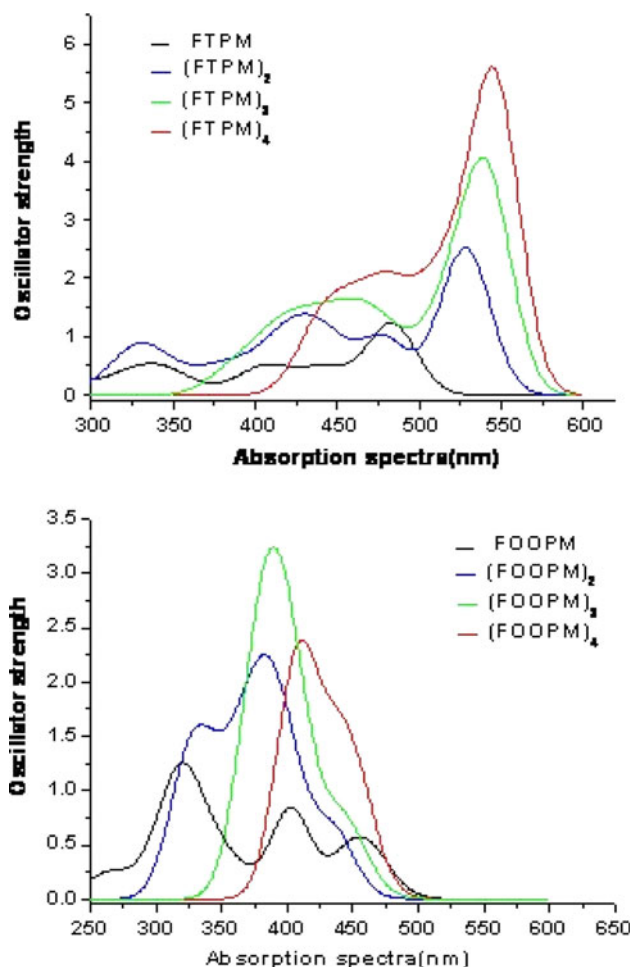 6
5
4
3
2
1
0
Oscillator strength
FTPM
(FTPM)₂
(FTPM)₃
(FTPM)₄
300 350 400 450 500 550 600
Absorption spectra(nm)
3.5
3.0
2.5
2.0
1.5
1.0
0.5
0.0
Oscillator strength
FOOPM
(FOOPM)₂
(FOOPM)₃
(FOOPM)₄
250 300 350 400 450 500 550 600 650
Absorption spectra(nm)